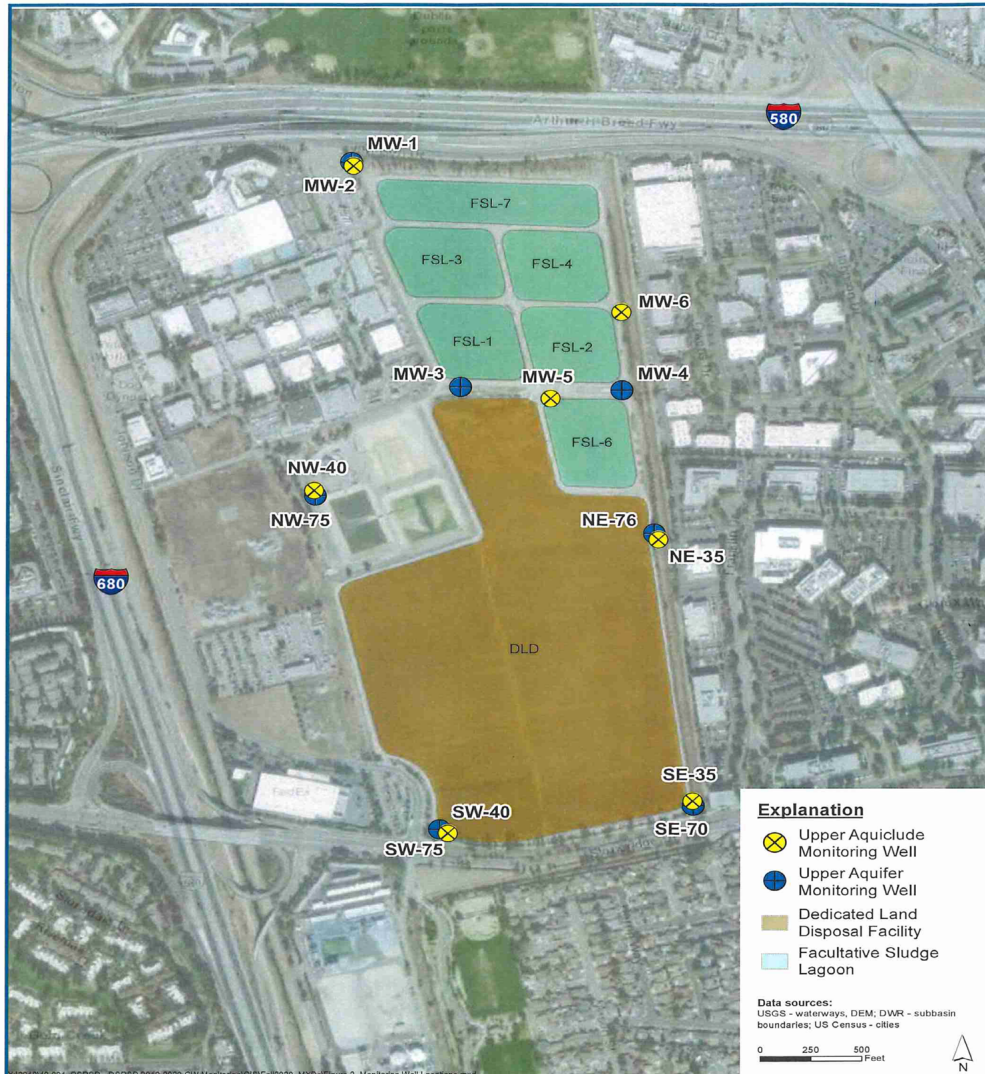 Arthur H Breed Fwy
580
MW-1
MW-2
FSL-7
FSL-3
FSL-4
MW-6
FSL-1
FSL-2
MW-3
MW-5
MW-4
FSL-6
NW-40
NW-75
NE-76
NE-35
680
DLD
SE-35
SE-70
SW-40
SW-75
FedEx
Explanation
Upper Aquiclude
Monitoring Well
Upper Aquifer
Monitoring Well
Dedicated Land
Disposal Facility
Facultative Sludge
Lagoon
Data sources:
USGS - waterways, DEM; DWR - subbasin
boundaries; US Census - cities
0 250 500
Feet
N